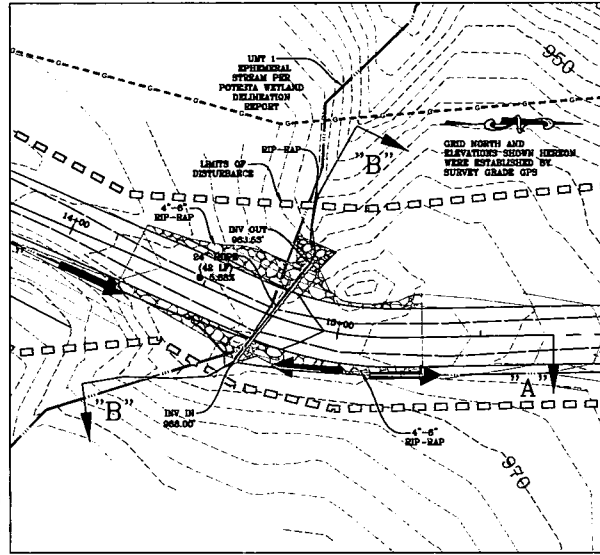 UNT 1
EPHEMERAL
STREAM PER
POTESTA WETLAND
DELINEATION
REPORT
950
RIP-RAP
GRID NORTH AND
ELEVATIONS SHOWN HEREON
WERE ESTABLISHED BY
SURVEY GRADE GPS
"B"
LIMITS OF
DISTURBANCE
4"-6"
RIP-RAP
INV OUT
14+00
24" HDPE
(42 LF)
15+00
"A"
"B"
INV IN
4"-6"
RIP-RAP
970